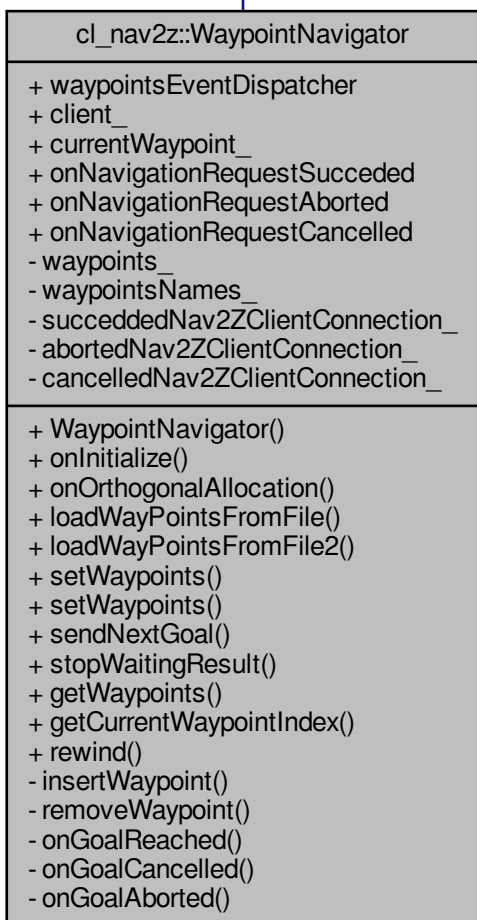 cl_nav2z::WaypointNavigator
+ waypointsEventDispatcher
+ client_
+ currentWaypoint_
+ onNavigationRequestSucceded
+ onNavigationRequestAborted
+ onNavigationRequestCancelled
- waypoints_
- waypointsNames_
- succeddedNav2ZClientConnection_
- abortedNav2ZClientConnection_
- cancelledNav2ZClientConnection_
+ WaypointNavigator()
+ onInitialize()
+ onOrthogonalAllocation()
+ loadWayPointsFromFile()
+ loadWayPointsFromFile2()
+ setWaypoints()
+ setWaypoints()
+ sendNextGoal()
+ stopWaitingResult()
+ getWaypoints()
+ getCurrentWaypointIndex()
+ rewind()
- insertWaypoint()
- removeWaypoint()
- onGoalReached()
- onGoalCancelled()
- onGoalAborted()